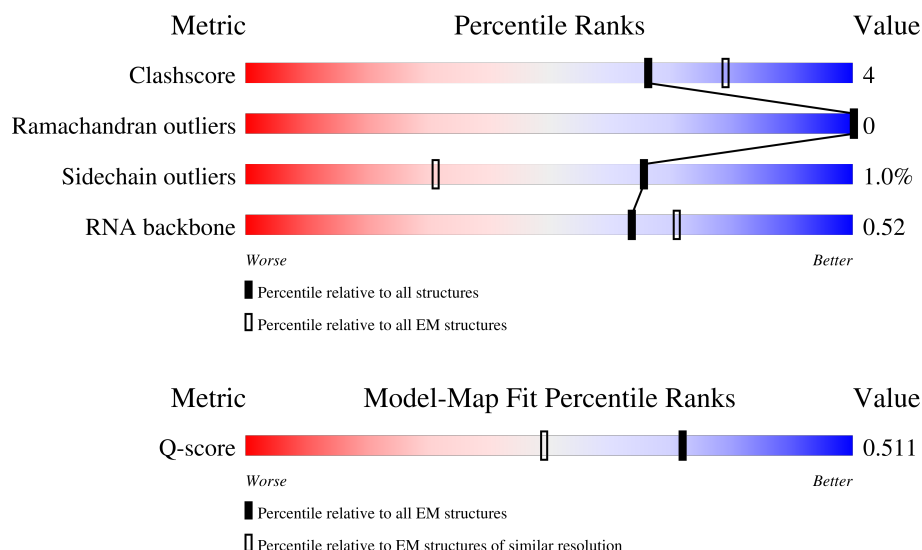 Metric Percentile Ranks Value
Clashscore 4
Ramachandran outliers 0
Sidechain outliers 1.0%
RNA backbone 0.52
Worse Better
Percentile relative to all structures
Percentile relative to all EM structures
Metric Model-Map Fit Percentile Ranks Value
Q-score 0.511
Worse Better
Percentile relative to all EM structures
Percentile relative to EM structures of similar resolution